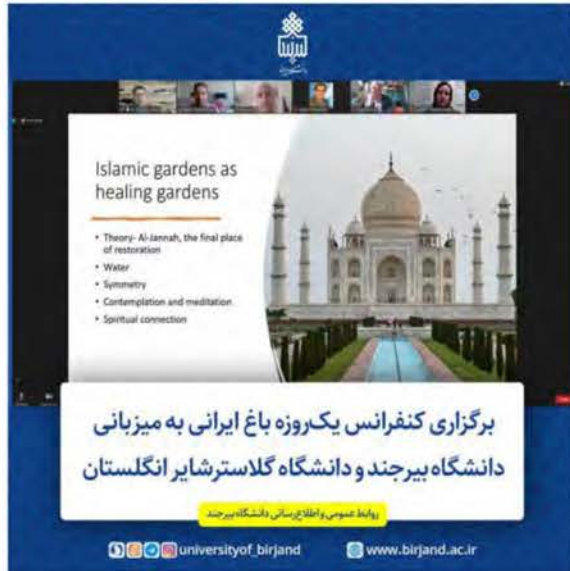 Islamic gardens as
healing gardens
• Theory- Al-Jannah, the final place
of restoration
• Water
• Symmetry
• Contemplation and meditation
• Spiritual connection
برگزاری کنفرانس یک‌روزه باغ ایرانی به میزبانی
دانشگاه بیرجند و دانشگاه گلاسترشایر انگلستان
روابط عمومی و اطلاع‌رسانی دانشگاه بیرجند
universityof_birjand
www.birjand.ac.ir